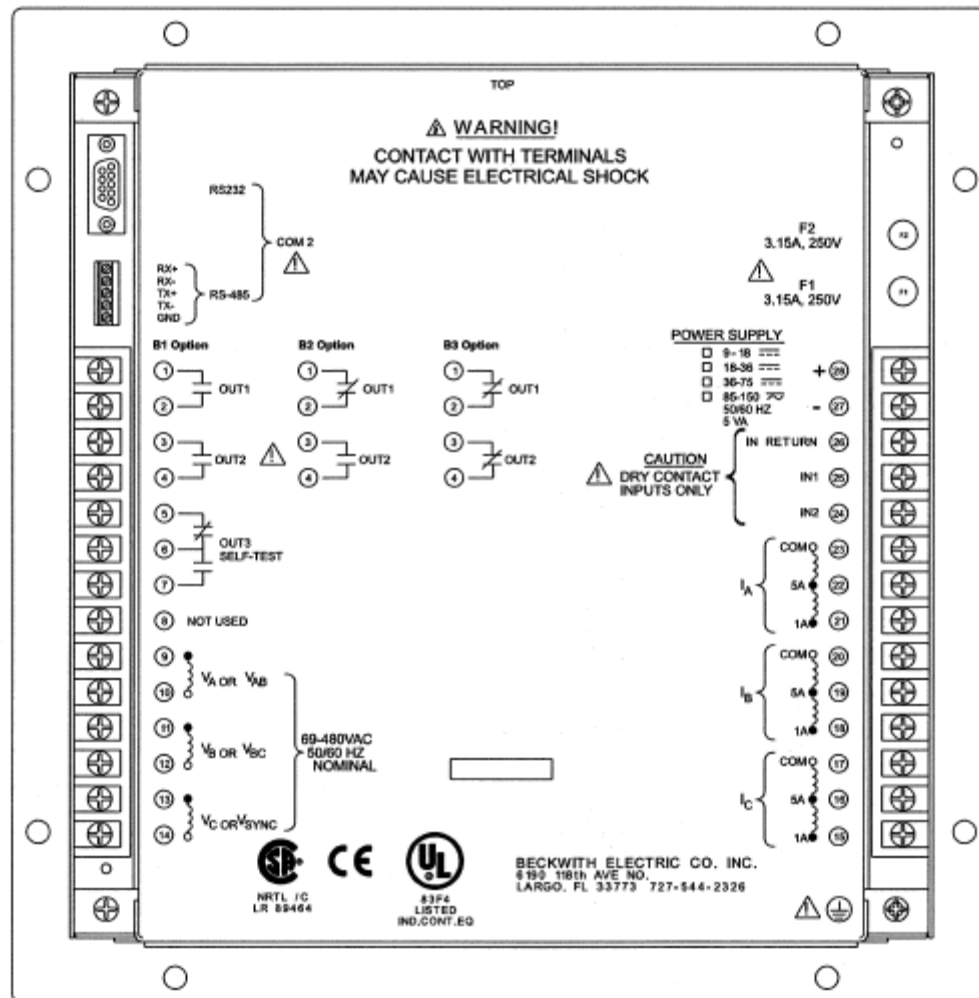 TOP
WARNING!
CONTACT WITH TERMINALS
MAY CAUSE ELECTRICAL SHOCK
RS232
COM 2
RX+
RX-
TX+
TX-
GND
RS-485
F2
3.15A, 250V
F2
F1
3.15A, 250V
F1
B1 Option
1
2
OUT1
3
4
OUT2
5
6
7
OUT3
SELF-TEST
8 NOT USED
B2 Option
1
2
OUT1
3
4
OUT2
B3 Option
1
2
OUT1
3
4
OUT2
POWER SUPPLY
9-18
18-36
36-75
85-150
50/60 HZ
5 VA
+ 28
- 27
CAUTION
DRY CONTACT
INPUTS ONLY
IN RETURN 26
IN1 25
IN2 24
IA
COM 23
5A 22
1A 21
IB
COM 20
5A 19
1A 18
IC
COM 17
5A 16
1A 15
9
10
VA OR VAB
11
12
VB OR VBC
13
14
VC OR VSYNC
69-480VAC
50/60 HZ
NOMINAL
SA
NRTL /C
LR 89464
CE
UL
83F4
LISTED
IND.CONT.EQ
BECKWITH ELECTRIC CO. INC.
6190 118th AVE NO.
LARGO, FL 33773 727-544-2326